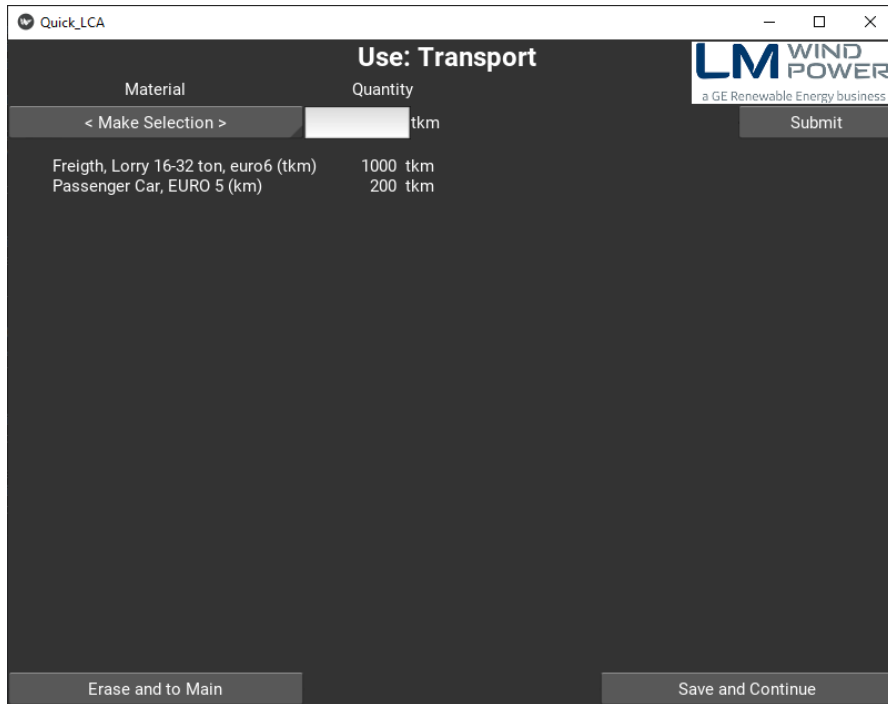 Quick_LCA
Use: Transport
LM WIND POWER
a GE Renewable Energy business
Material Quantity
< Make Selection > tkm Submit
Freigth, Lorry 16-32 ton, euro6 (tkm) 1000 tkm
Passenger Car, EURO 5 (km) 200 tkm
Erase and to Main Save and Continue